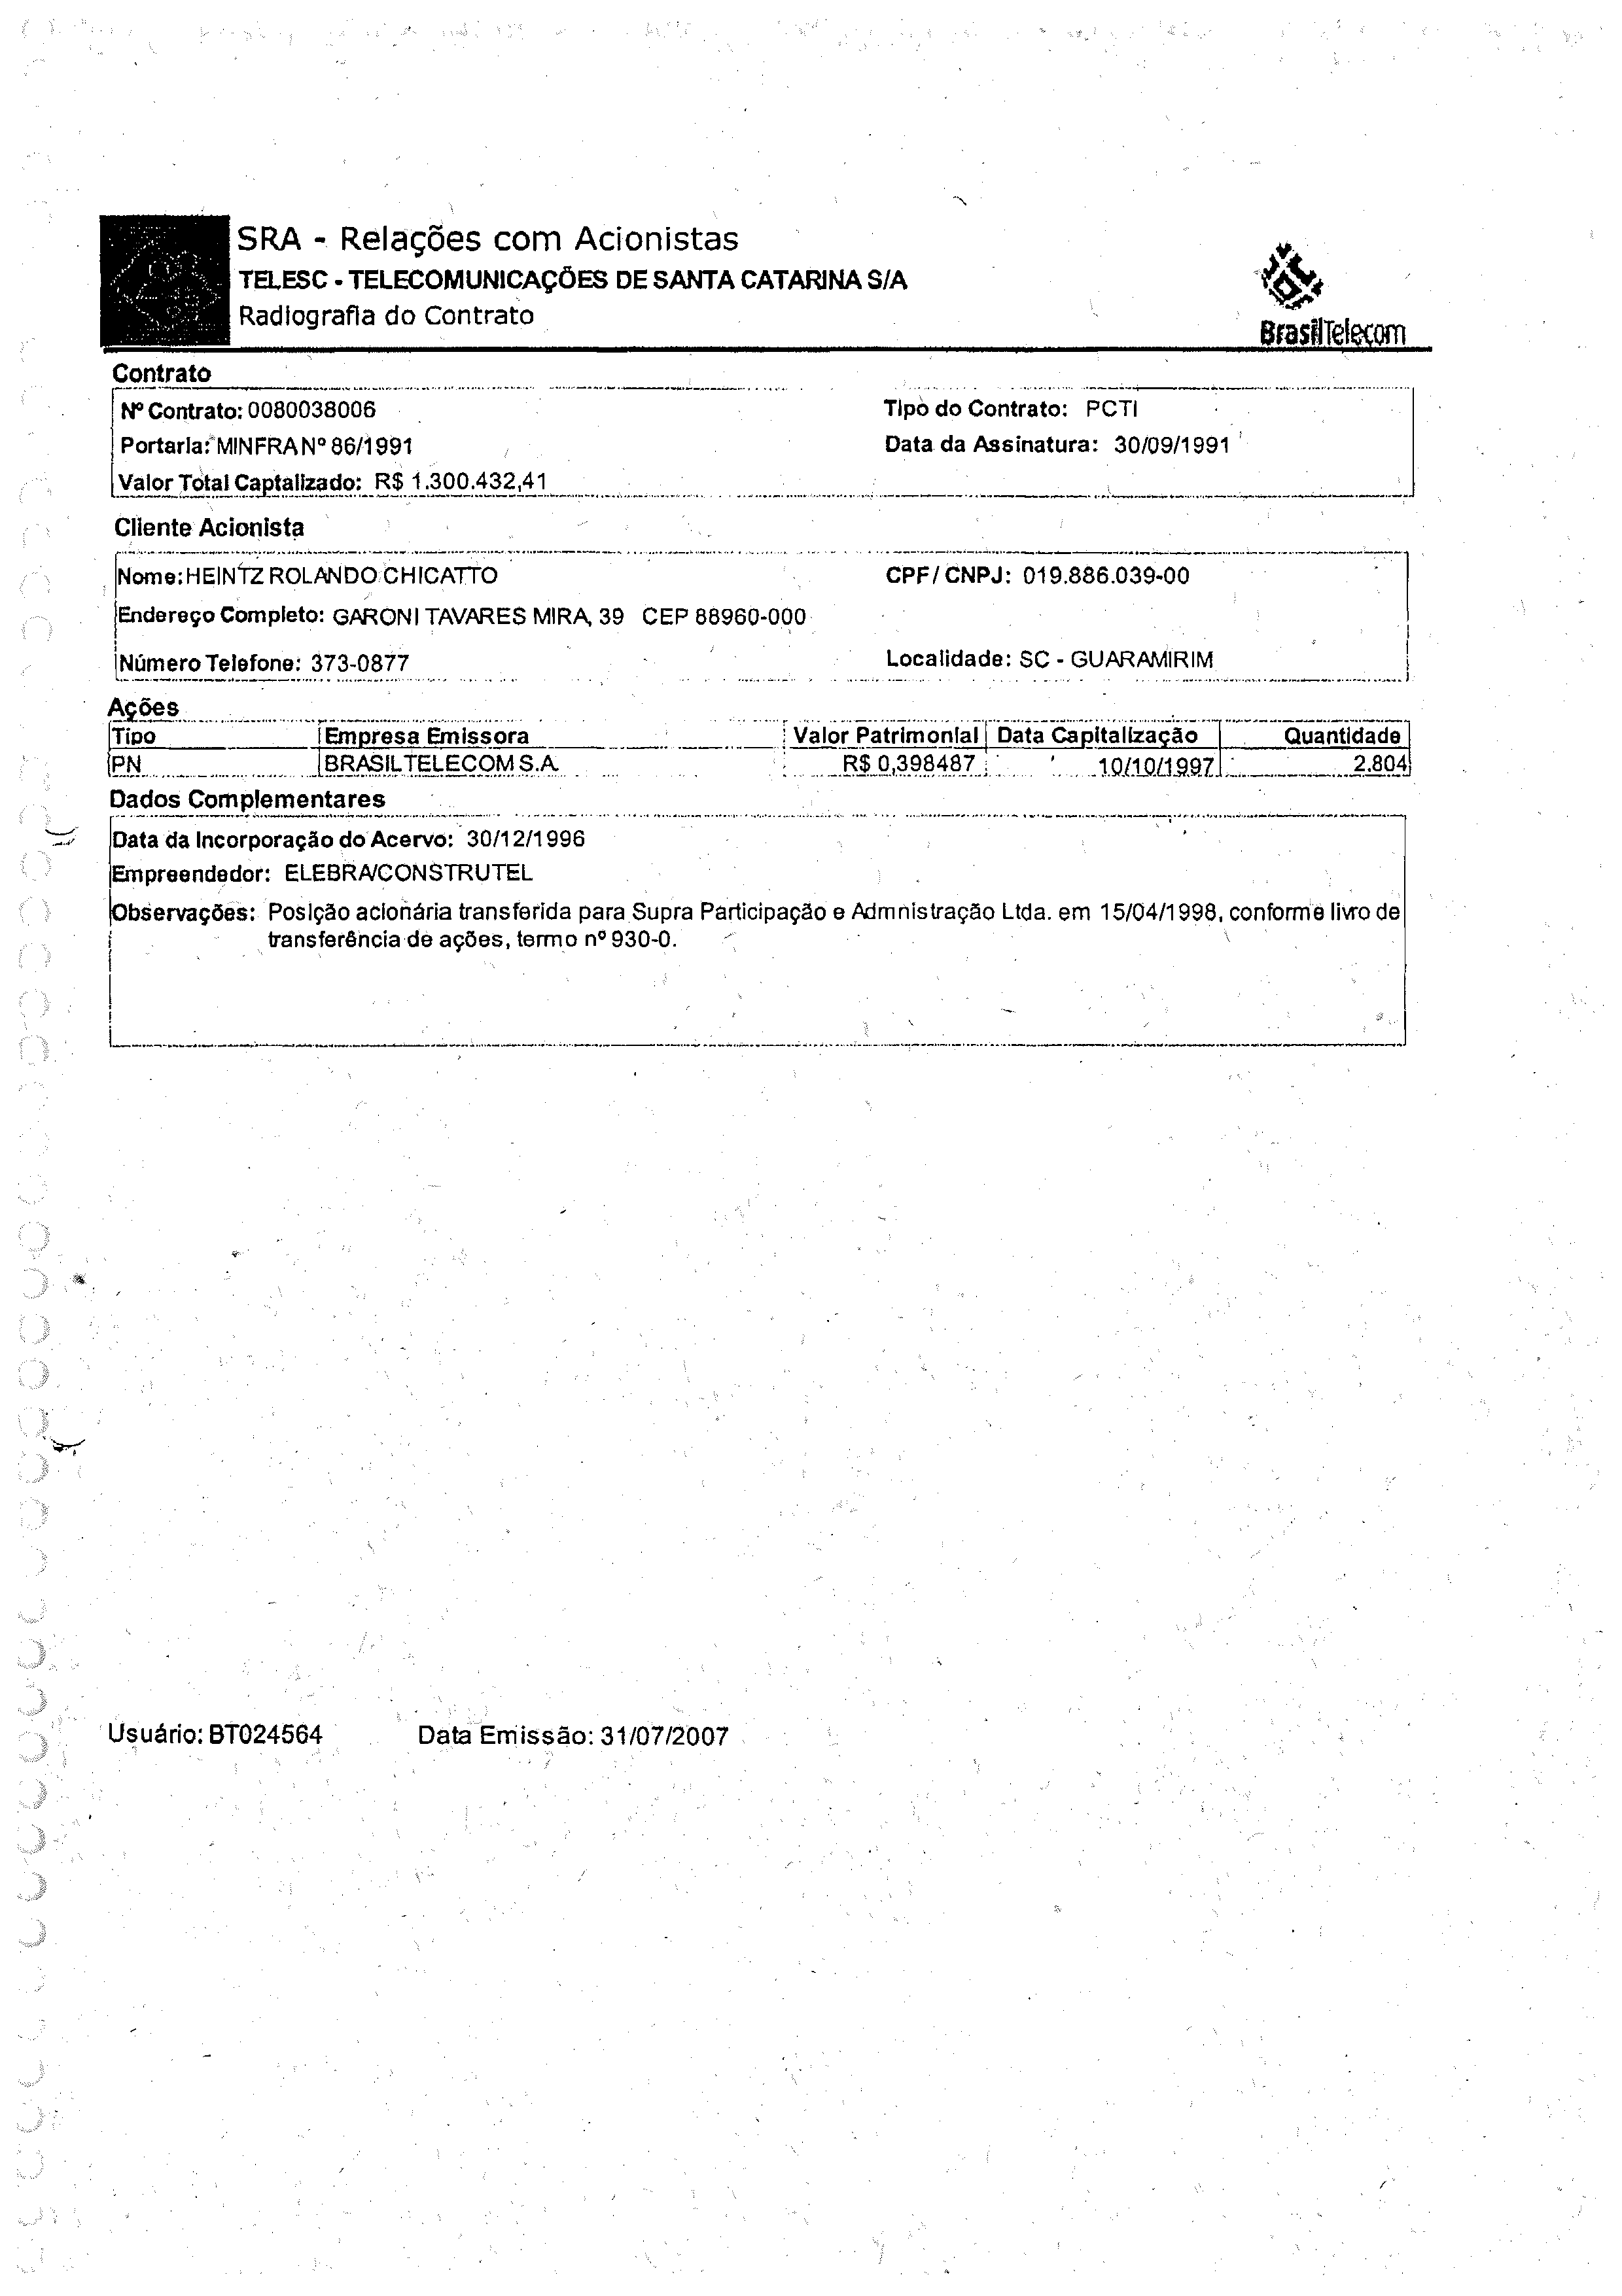 SRA - Relações com Acionistas
TELESC - TELECOMUNICAÇÕES DE SANTA CATARINA S/A
Radiografia do Contrato
BrasilTelecom
Contrato
Nº Contrato: 0080038006 Tipo do Contrato: PCTI
Portaria: MINFRA Nº 86/1991 Data da Assinatura: 30/09/1991
Valor Total Captalizado: R$ 1.300.432,41
Cliente Acionista
Nome: HEINTZ ROLANDO CHICATTO CPF / CNPJ: 019.886.039-00
Endereço Completo: GARONI TAVARES MIRA, 39 CEP 88960-000
Número Telefone: 373-0877 Localidade: SC - GUARAMIRIM
Ações
Tipo Empresa Emissora Valor Patrimonial Data Capitalização Quantidade
PN BRASIL TELECOM S.A. R$ 0,398487 10/10/1997 2.804
Dados Complementares
Data da Incorporação do Acervo: 30/12/1996
Empreendedor: ELEBRA/CONSTRUTEL
Observações: Posição acionária transferida para Supra Participação e Admnistração Ltda. em 15/04/1998, conforme livro de
transferência de ações, termo nº 930-0.
Usuário: BT024564 Data Emissão: 31/07/2007